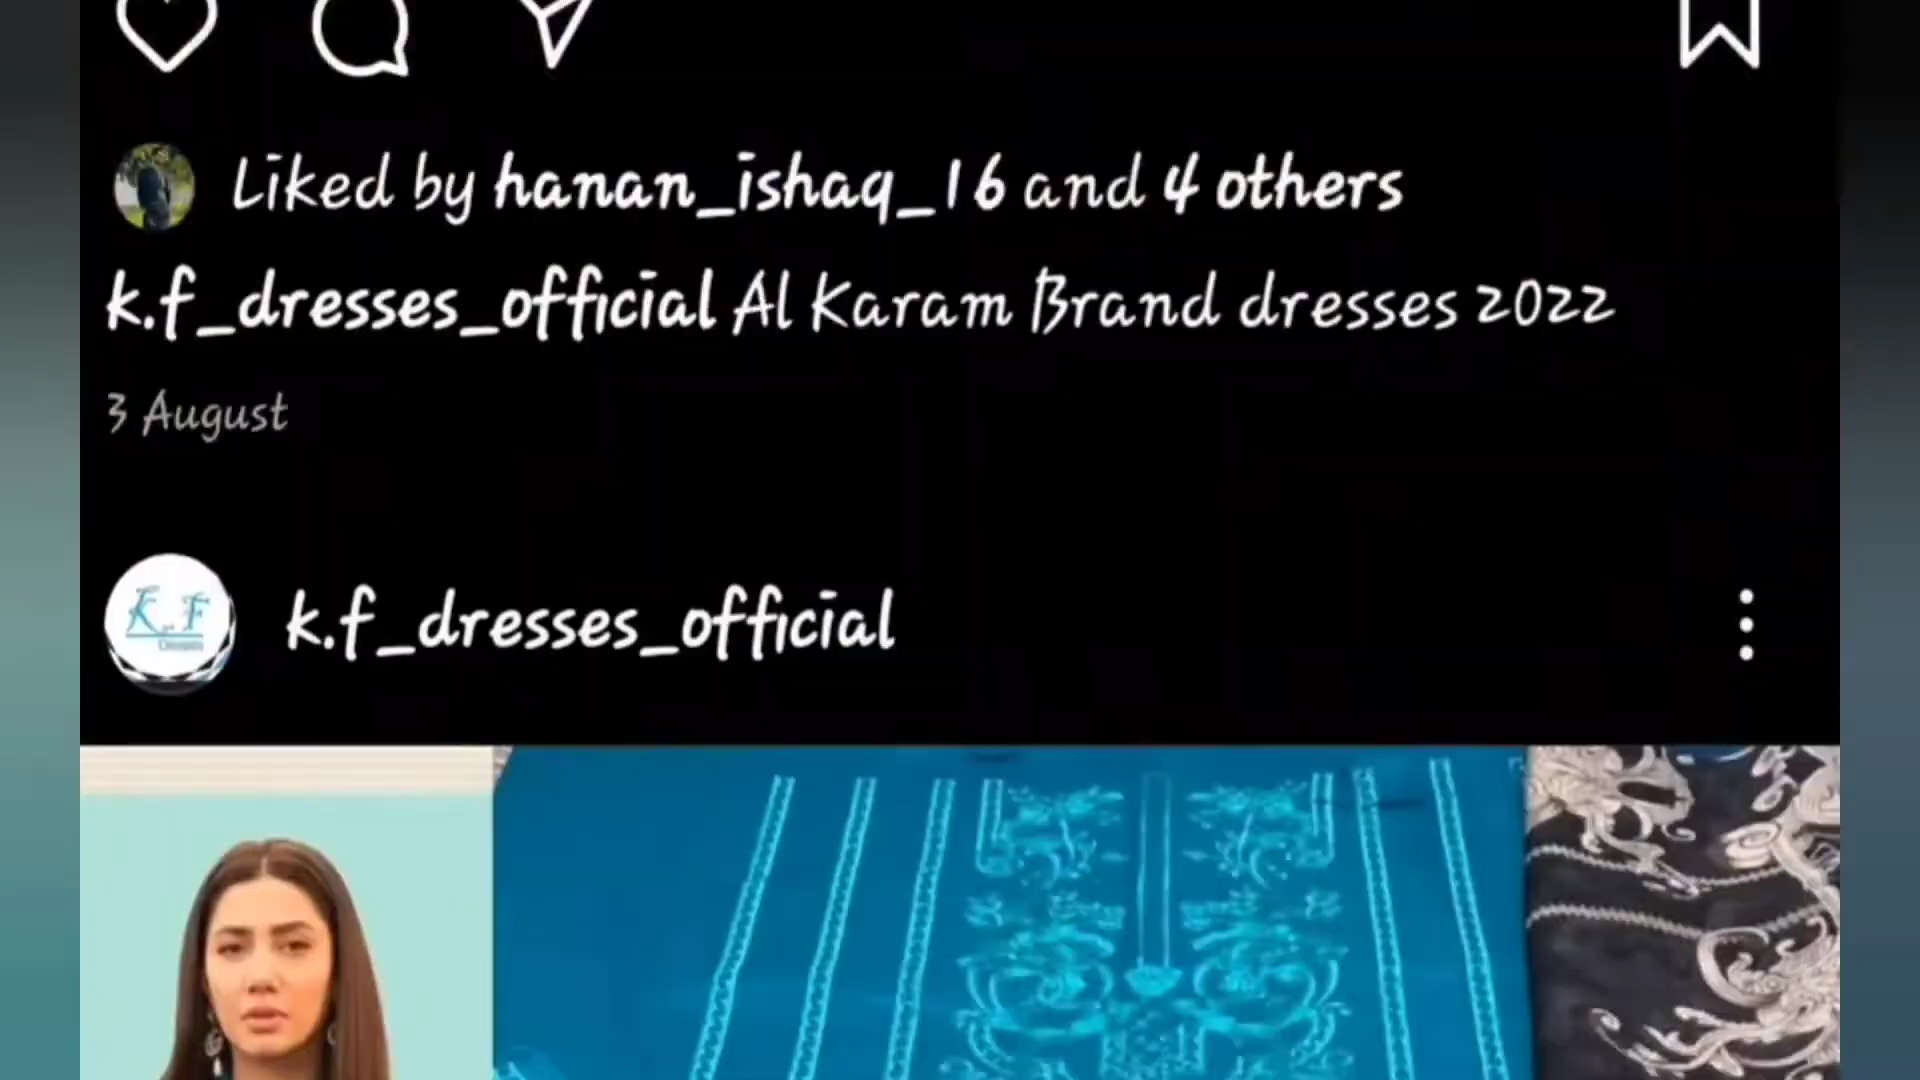 Liked by hanan_ishaq_16 and 4 others
k.f_dresses_official Al Karam Brand dresses 2022
3 August
K F
k.f_dresses_official